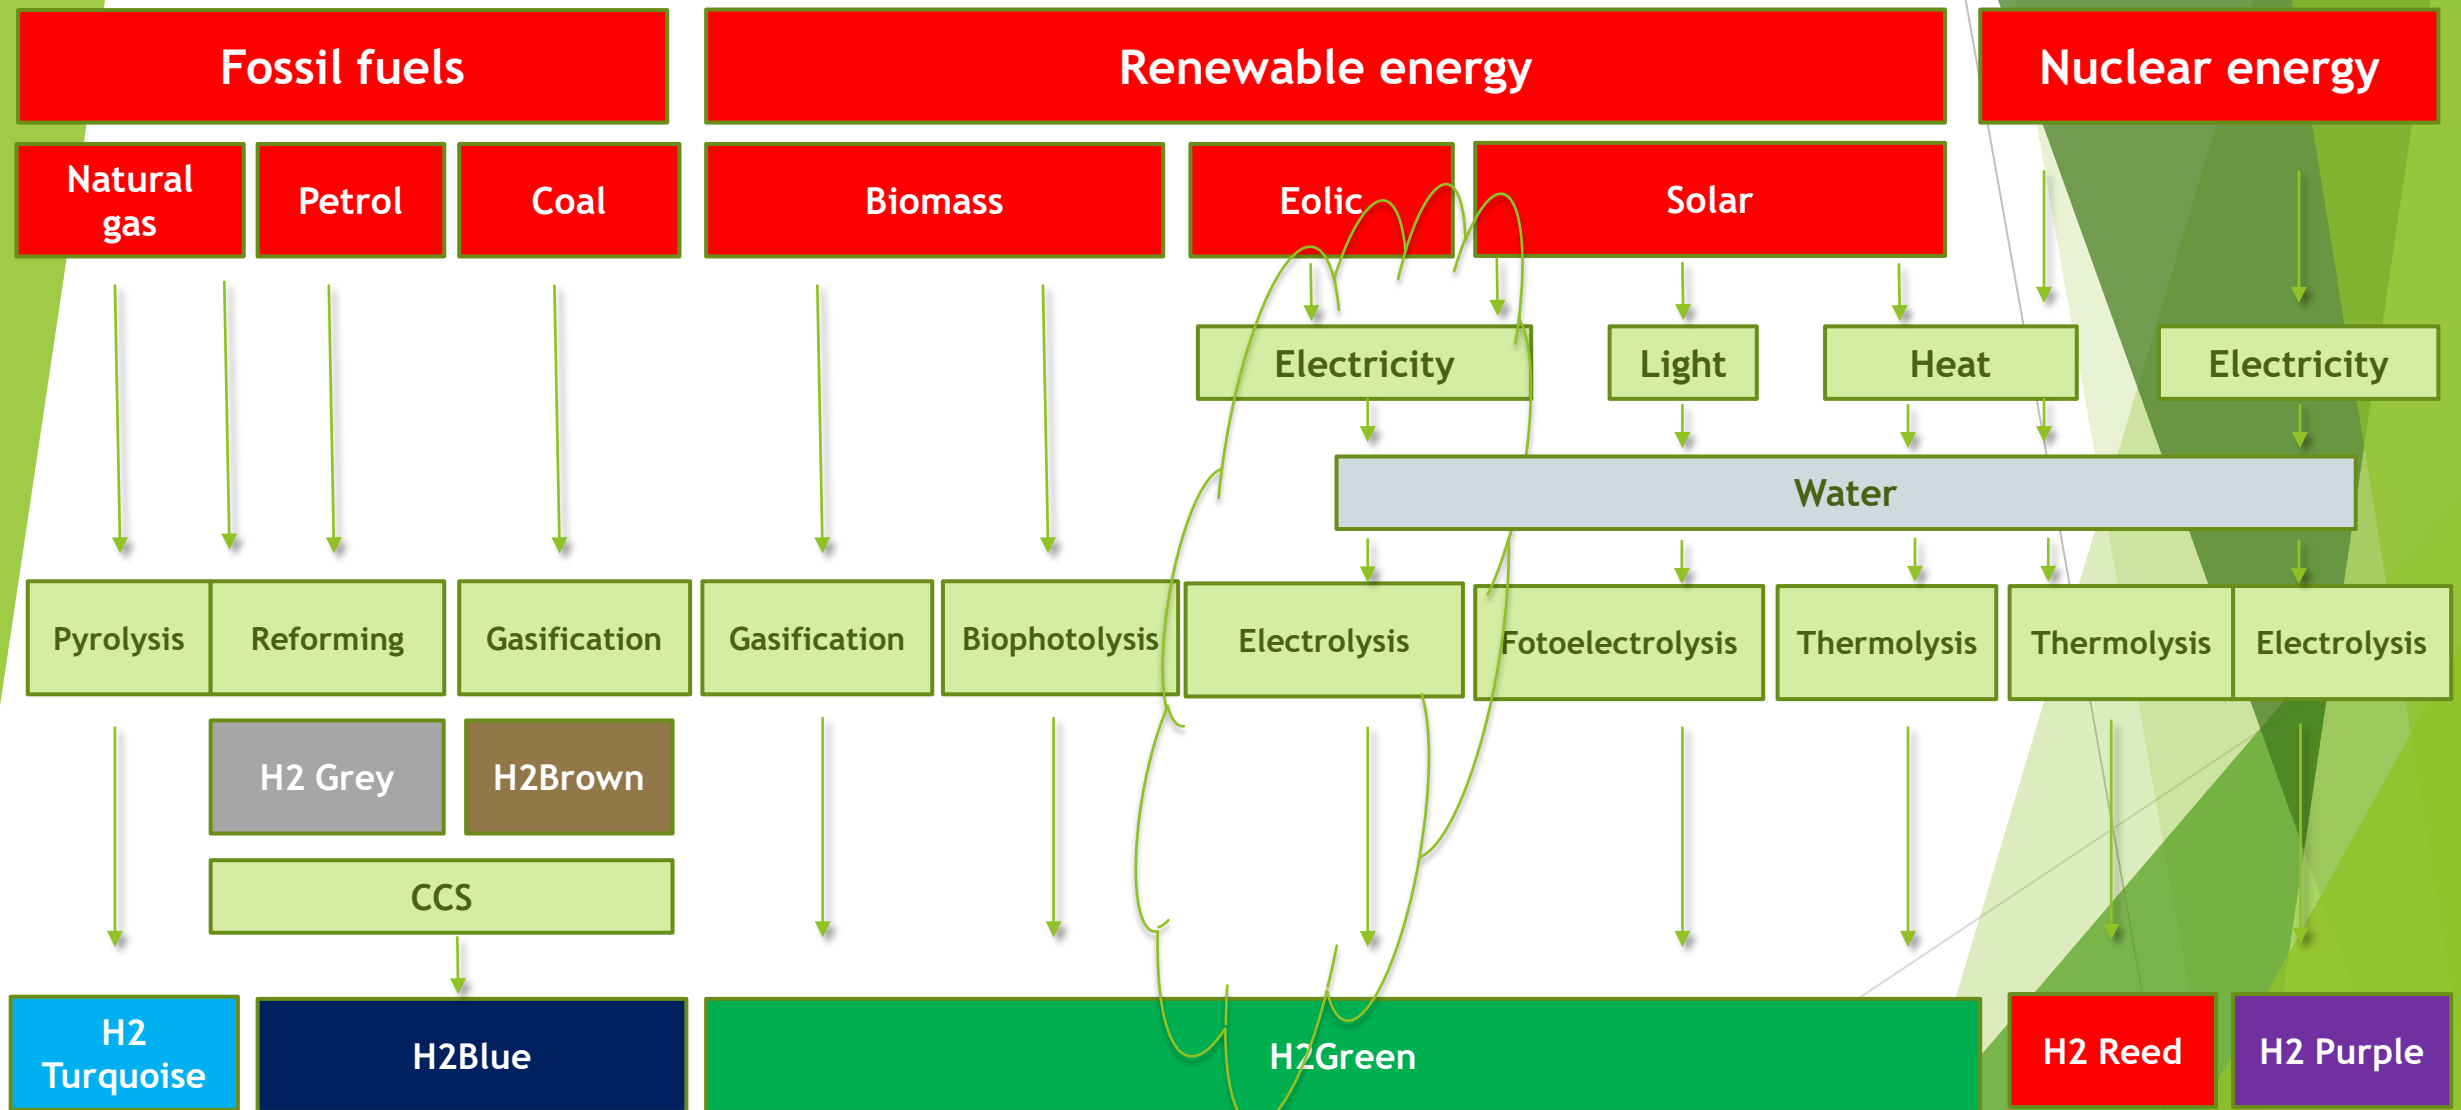 Fossil fuels
Renewable energy
Nuclear energy
Natural
gas
Petrol
Coal
Biomass
Eolic
Solar
Electricity
Light
Heat
Electricity
Water
Pyrolysis
Reforming
Gasification
Gasification
Biophotolysis
Electrolysis
Fotoelectrolysis
Thermolysis
Thermolysis
Electrolysis
H2 Grey
H2Brown
CCS
H2
Turquoise
H2Blue
H2Green
H2 Reed
H2 Purple